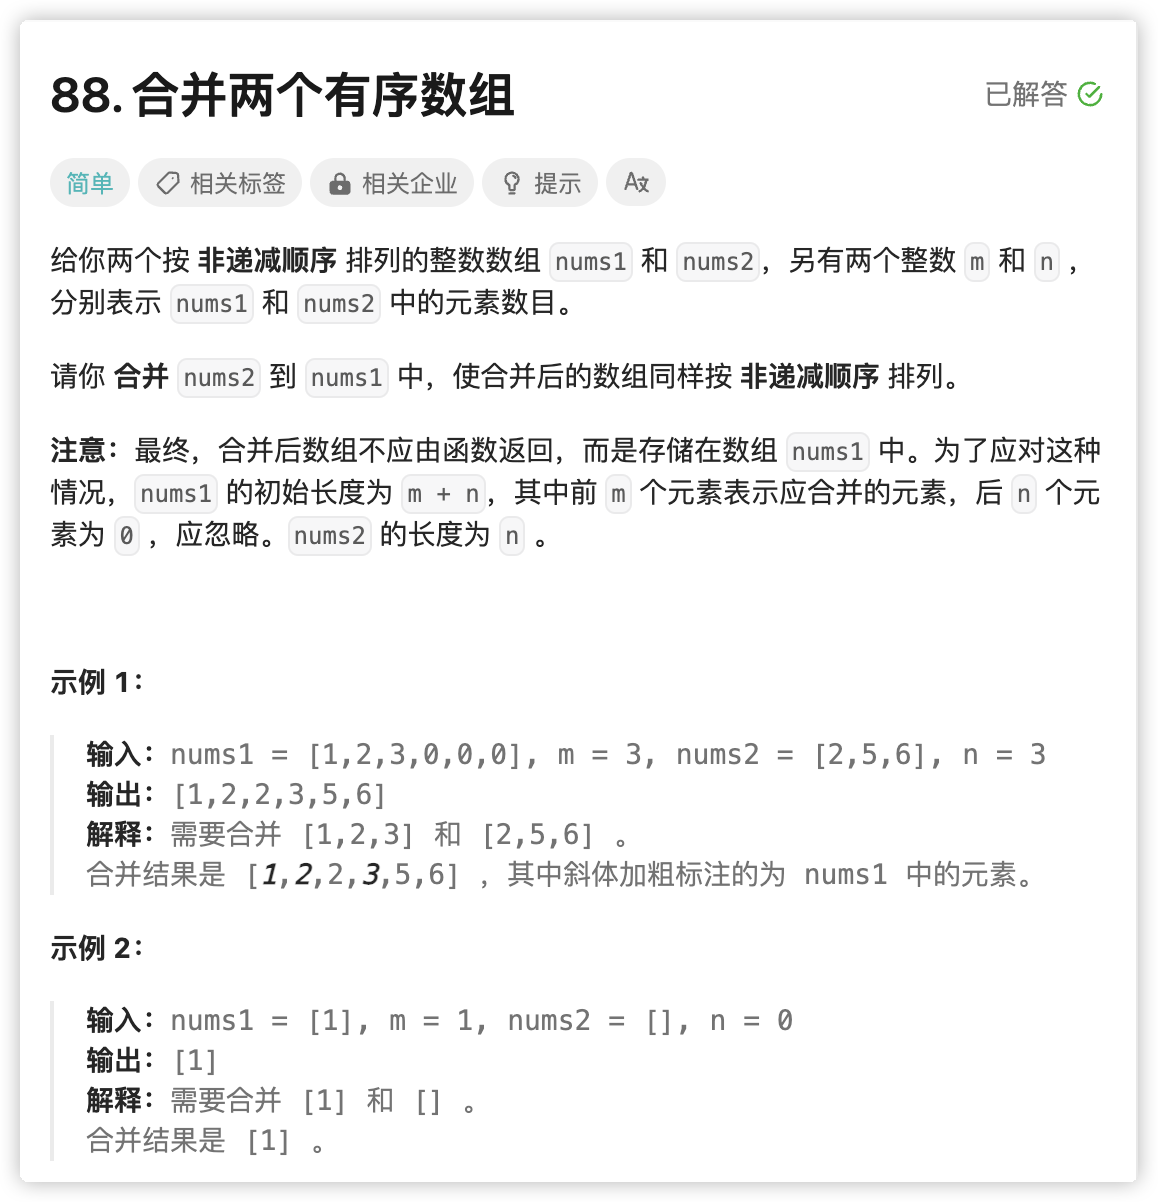 88. 合并两个有序数组
已解答
简单 相关标签 相关企业 提示 A文
给你两个按 非递减顺序 排列的整数数组 nums1 和 nums2，另有两个整数 m 和 n ，
分别表示 nums1 和 nums2 中的元素数目。
请你 合并 nums2 到 nums1 中，使合并后的数组同样按 非递减顺序 排列。
注意：最终，合并后数组不应由函数返回，而是存储在数组 nums1 中。为了应对这种
情况，nums1 的初始长度为 m + n，其中前 m 个元素表示应合并的元素，后 n 个元
素为 0 ，应忽略。nums2 的长度为 n 。
示例 1：
输入：nums1 = [1,2,3,0,0,0], m = 3, nums2 = [2,5,6], n = 3
输出：[1,2,2,3,5,6]
解释：需要合并 [1,2,3] 和 [2,5,6] 。
合并结果是 [1,2,2,3,5,6] ，其中斜体加粗标注的为 nums1 中的元素。
示例 2：
输入：nums1 = [1], m = 1, nums2 = [], n = 0
输出：[1]
解释：需要合并 [1] 和 [] 。
合并结果是 [1] 。